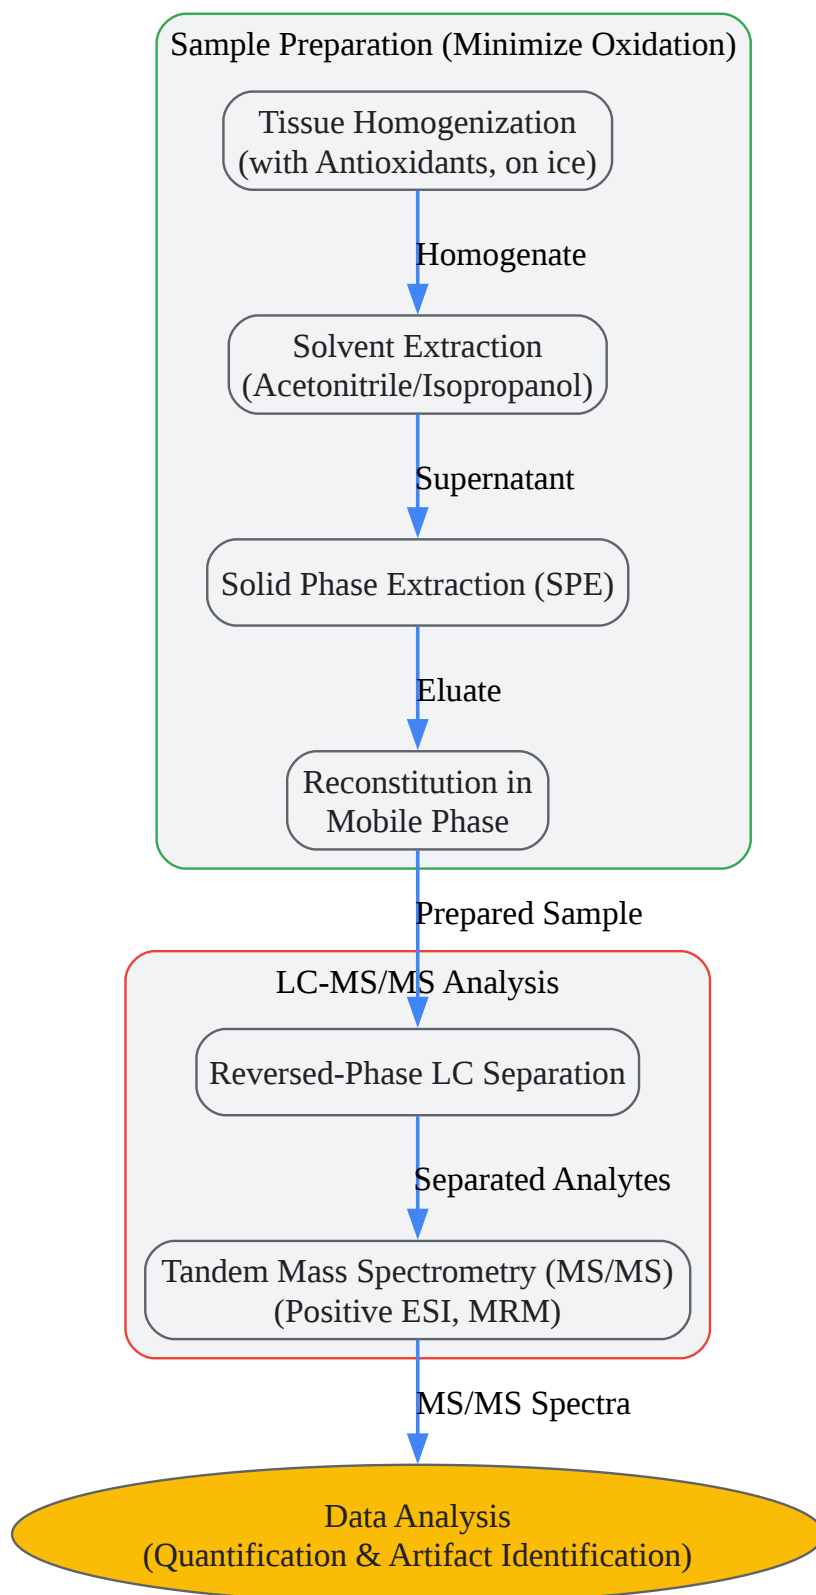 Sample Preparation (Minimize Oxidation)
Tissue Homogenization
(with Antioxidants, on ice)
Homogenate
Solvent Extraction
(Acetonitrile/Isopropanol)
Supernatant
Solid Phase Extraction (SPE)
Eluate
Reconstitution in
Mobile Phase
Prepared Sample
LC-MS/MS Analysis
Reversed-Phase LC Separation
Separated Analytes
Tandem Mass Spectrometry (MS/MS)
(Positive ESI, MRM)
MS/MS Spectra
Data Analysis
(Quantification & Artifact Identification)